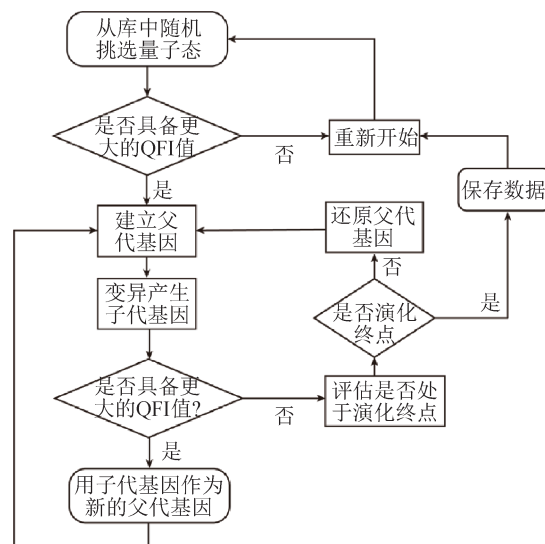 从库中随机
挑选量子态
是否具备更
大的QFI值
否
重新开始
是
保存数据
建立父
代基因
还原父代
基因
否
变异产生
子代基因
是否演化
终点
是
是否具备更
大的QFI值?
否
评估是否处
于演化终点
是
用子代基因作为
新的父代基因